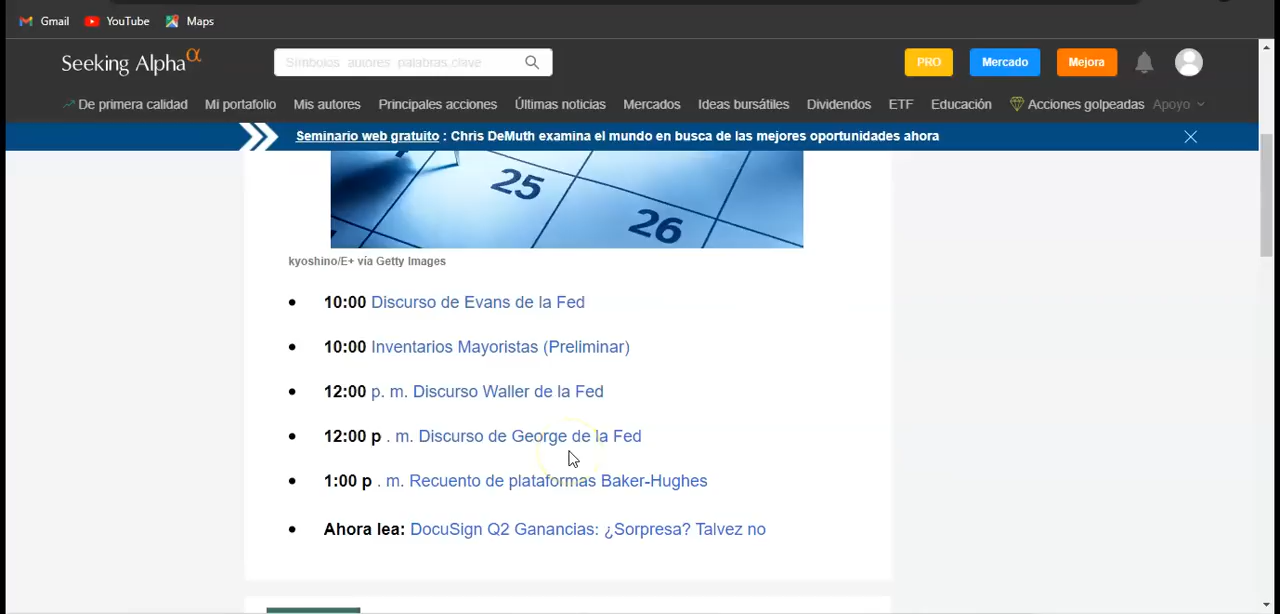 Gmail YouTube Maps
Seeking Alpha α Símbolos autores palabras clave PRO Mercado Mejora
De primera calidad Mi portafolio Mis autores Principales acciones Últimas noticias Mercados Ideas bursátiles Dividendos ETF Educación Acciones golpeadas Apoyo
Seminario web gratuito : Chris DeMuth examina el mundo en busca de las mejores oportunidades ahora
25
26
kyoshino/E+ vía Getty Images
• 10:00 Discurso de Evans de la Fed
• 10:00 Inventarios Mayoristas (Preliminar)
• 12:00 p. m. Discurso Waller de la Fed
• 12:00 p . m. Discurso de George de la Fed
• 1:00 p . m. Recuento de plataformas Baker-Hughes
• Ahora lea: DocuSign Q2 Ganancias: ¿Sorpresa? Talvez no